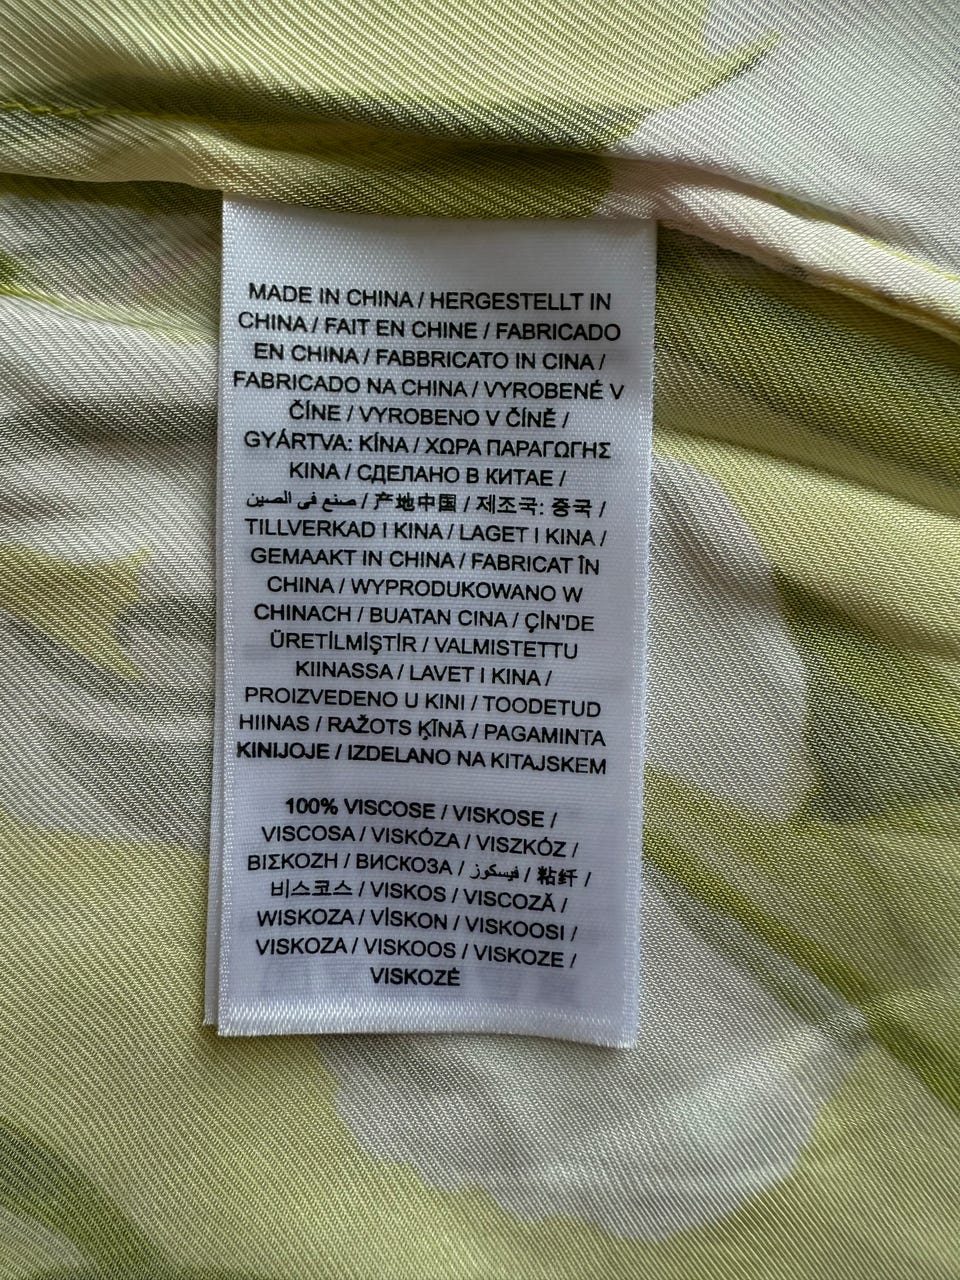 MADE IN CHINA / HERGESTELLT IN
CHINA / FAIT EN CHINE / FABRICADO
EN CHINA / FABBRICATO IN CINA /
FABRICADO NA CHINA / VYROBENÉ V
ČÍNE / VYROBENO V ČÍNĚ /
GYÁRTVA: KÍNA / ΧΩΡΑ ΠΑΡΑΓΩΓΗΣ
KINA / СДЕЛАНО В КИТАЕ /
صنع فى الصين / 产地中国 / 제조국: 중국 /
TILLVERKAD I KINA / LAGET I KINA /
GEMAAKT IN CHINA / FABRICAT ÎN
CHINA / WYPRODUKOWANO W
CHINACH / BUATAN CINA / ÇİN'DE
ÜRETİLMİŞTİR / VALMISTETTU
KIINASSA / LAVET I KINA /
PROIZVEDENO U KINI / TOODETUD
HIINAS / RAŽOTS ĶĪNĀ / PAGAMINTA
KINIJOJE / IZDELANO NA KITAJSKEM
100% VISCOSE / VISKOSE /
VISCOSA / VISKÓZA / VISZKÓZ /
ΒΙΣΚΟΖΗ / ВИСКОЗА / فيسكوز / 粘纤 /
비스코스 / VISKOS / VISCOZĂ /
WISKOZA / VİSKON / VISKOOSI /
VISKOZA / VISKOOS / VISKOZE /
VISKOZĖ